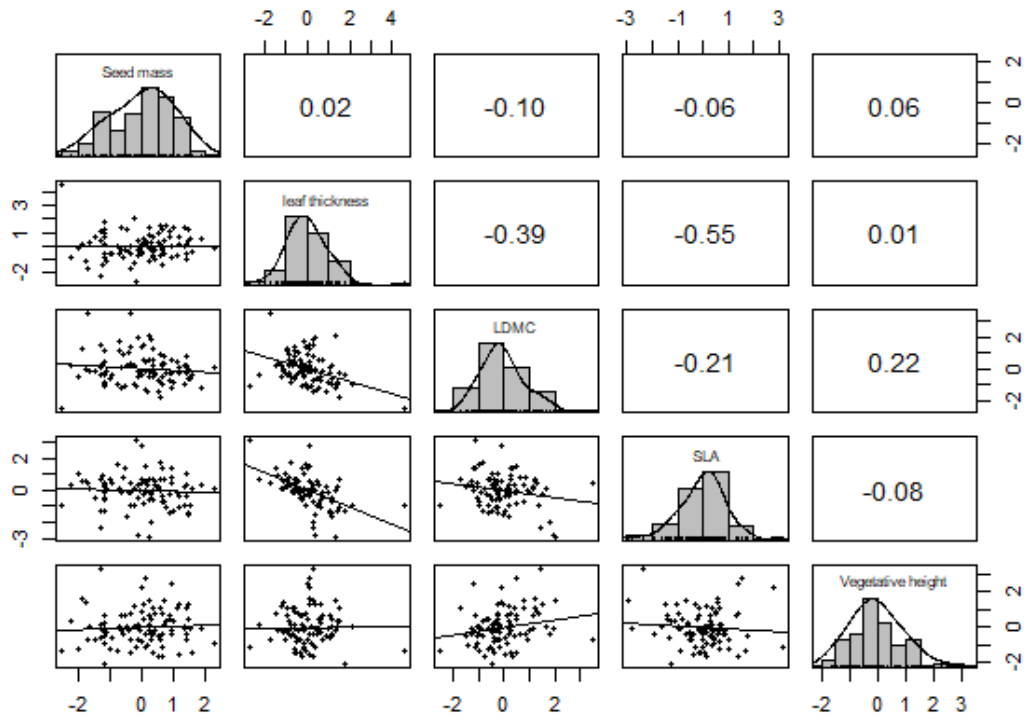 -2 0 2 4 -3 -1 1 3
Seed mass 0.02 -0.10 -0.06 0.06 -2 0 2
-2 1 3 leaf thickness -0.39 -0.55 0.01
LDMC -0.21 0.22 -2 0 2
-3 0 2 SLA -0.08
Vegetative height -2 0 2
-2 0 1 2 -2 0 2 -2 0 1 2 3